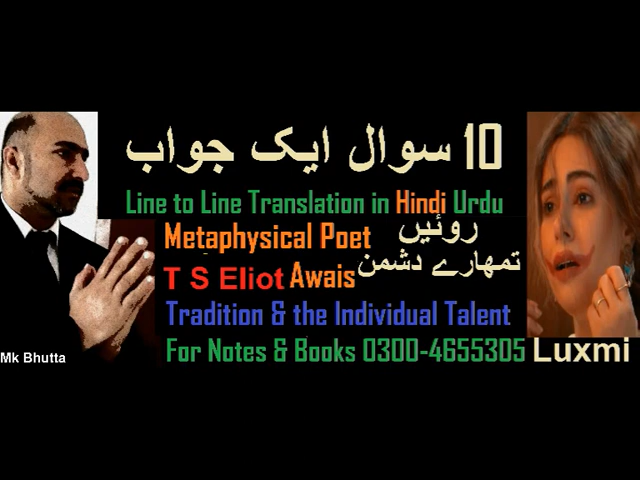 10 سوال ایک جواب
Line to Line Translation in Hindi Urdu
Metaphysical Poet روئیں
T S Eliot Awais تمھارے دشمن
Tradition & the Individual Talent
For Notes & Books 0300-4655305 Luxmi
Mk Bhutta